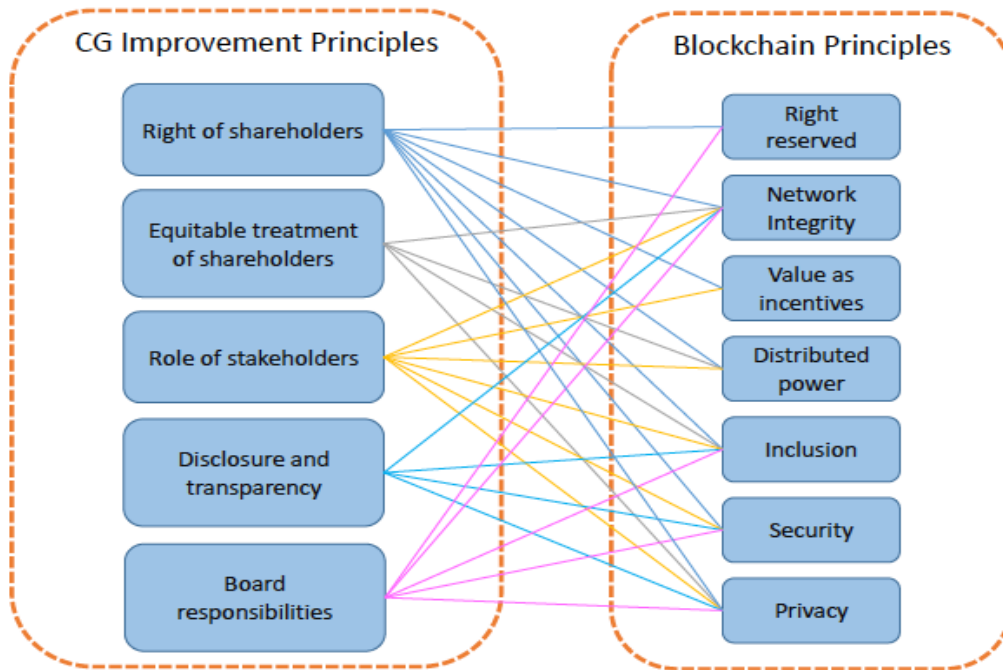 CG Improvement Principles
Right of shareholders
Equitable treatment
of shareholders
Role of stakeholders
Disclosure and
transparency
Board
responsibilities
Blockchain Principles
Right
reserved
Network
Integrity
Value as
incentives
Distributed
power
Inclusion
Security
Privacy